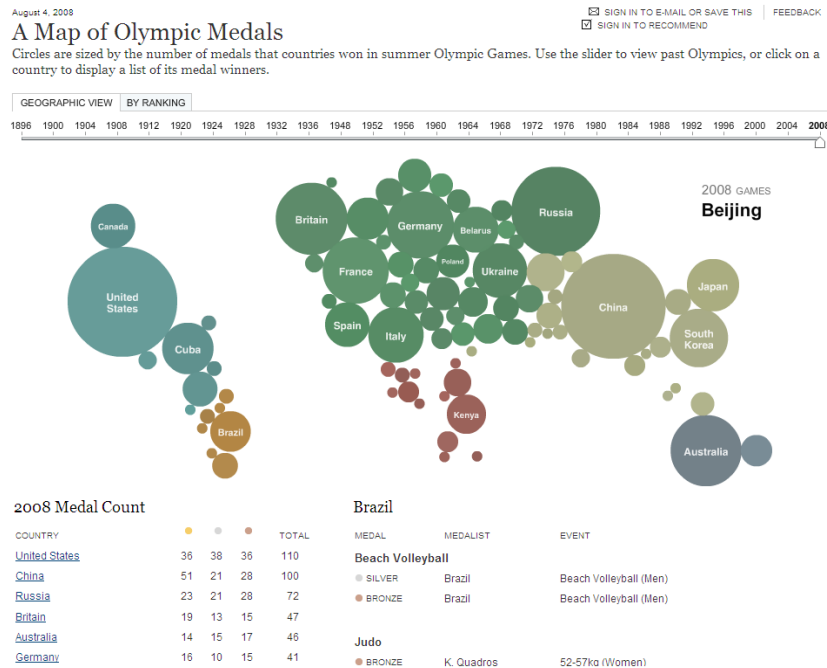 August 4, 2008
SIGN IN TO E-MAIL OR SAVE THIS
FEEDBACK
SIGN IN TO RECOMMEND
A Map of Olympic Medals
Circles are sized by the number of medals that countries won in summer Olympic Games. Use the slider to view past Olympics, or click on a
country to display a list of its medal winners.
GEOGRAPHIC VIEW BY RANKING
1896 1900 1904 1908 1912 1920 1924 1928 1932 1936 1948 1952 1956 1960 1964 1968 1972 1976 1980 1984 1988 1992 1996 2000 2004 2008
2008 GAMES
Beijing
Canada
United
States
Cuba
Brazil
Britain
Germany
Belarus
Russia
France
Poland
Ukraine
Spain
Italy
Kenya
China
Japan
South
Korea
Australia
2008 Medal Count
COUNTRY TOTAL
United States 36 38 36 110
China 51 21 28 100
Russia 23 21 28 72
Britain 19 13 15 47
Australia 14 15 17 46
Germany 16 10 15 41
Brazil
MEDAL MEDALIST EVENT
Beach Volleyball
SILVER Brazil Beach Volleyball (Men)
BRONZE Brazil Beach Volleyball (Men)
Judo
BRONZE K. Quadros 52-57kg (Women)